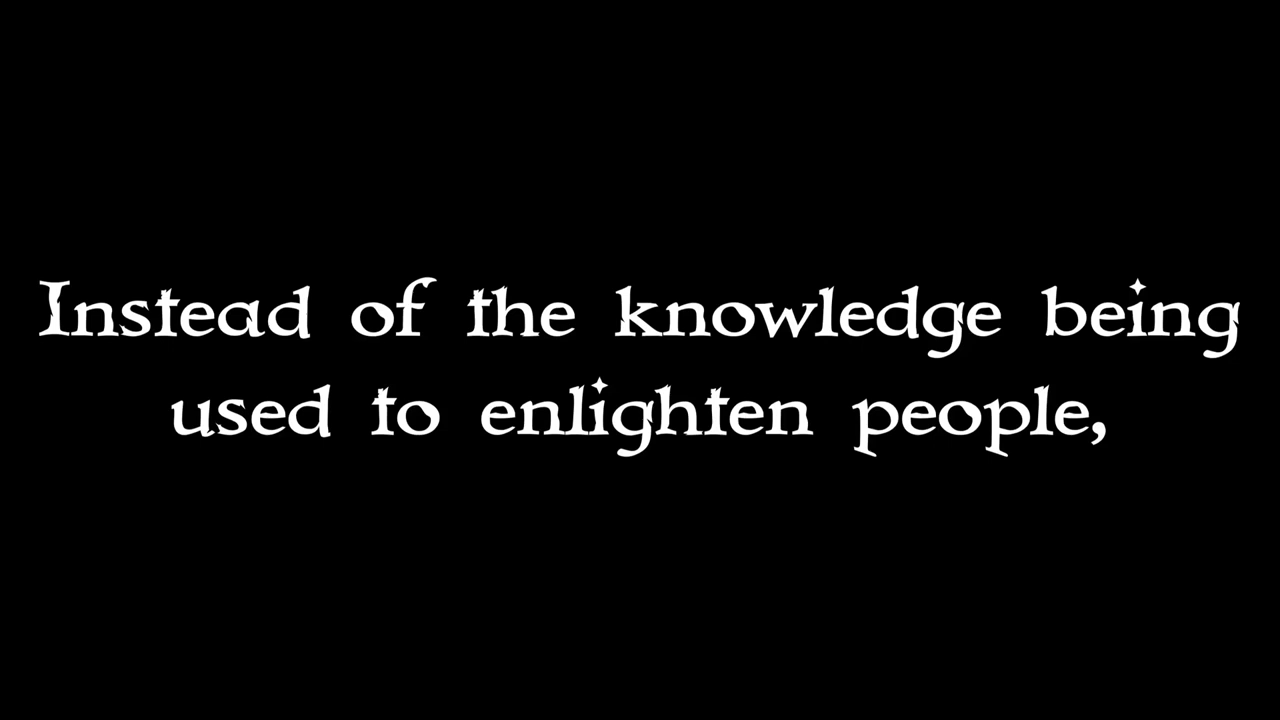 Instead of the knowledge being
used to enlighten people,